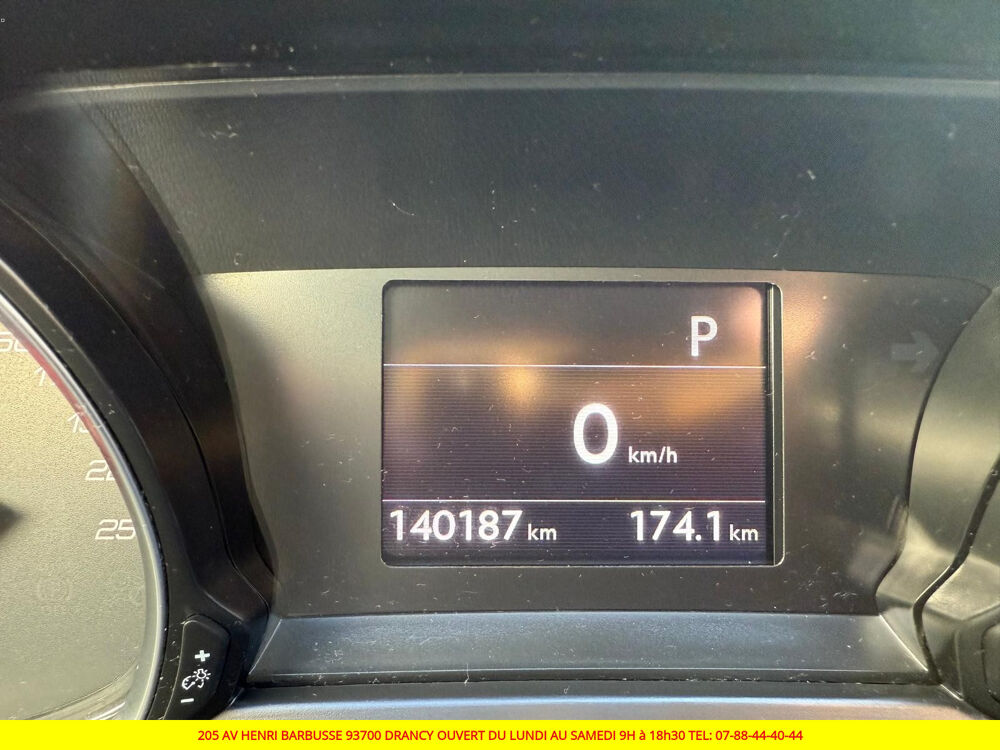 P
0 km/h
140187 km 174.1 km
25
+
-
205 AV HENRI BARBUSSE 93700 DRANCY OUVERT DU LUNDI AU SAMEDI 9H à 18h30 TEL: 07-88-44-40-44